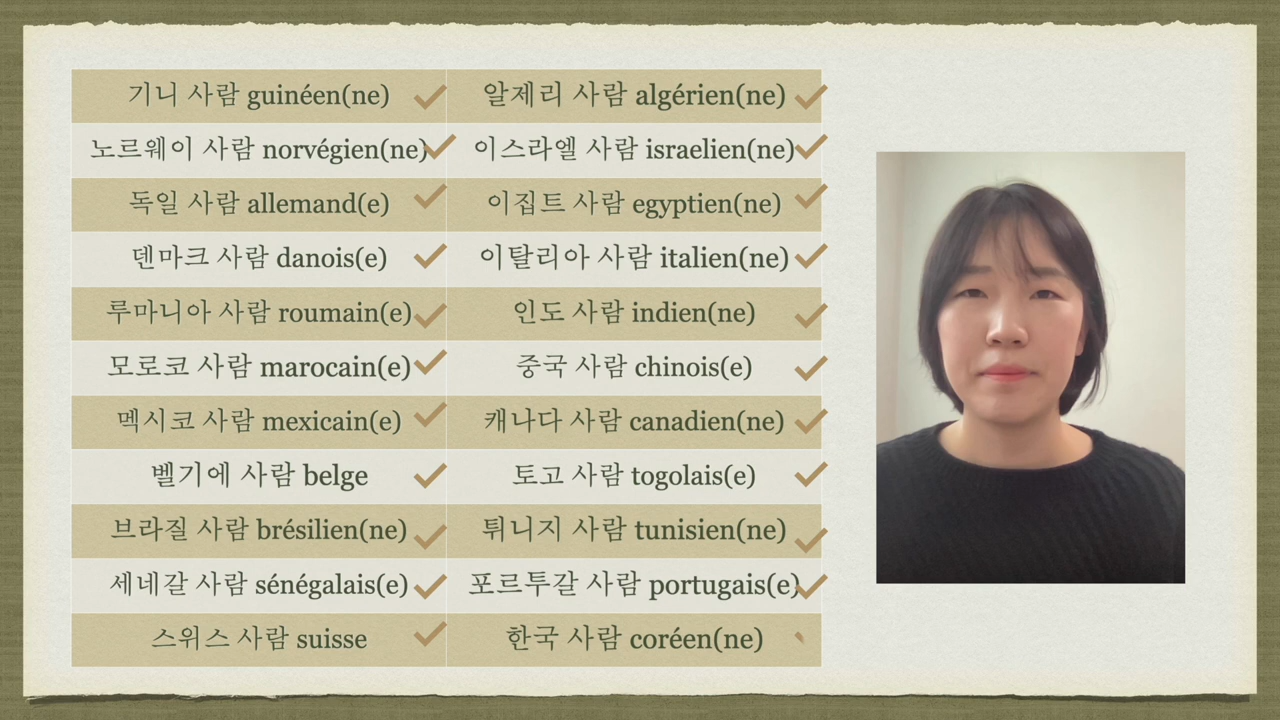 기니 사람 guinéen(ne)
알제리 사람 algérien(ne)
노르웨이 사람 norvégien(ne)
이스라엘 사람 israelien(ne)
독일 사람 allemand(e)
이집트 사람 egyptien(ne)
덴마크 사람 danois(e)
이탈리아 사람 italien(ne)
루마니아 사람 roumain(e)
인도 사람 indien(ne)
모로코 사람 marocain(e)
중국 사람 chinois(e)
멕시코 사람 mexicain(e)
캐나다 사람 canadien(ne)
벨기에 사람 belge
토고 사람 togolais(e)
브라질 사람 brésilien(ne)
튀니지 사람 tunisien(ne)
세네갈 사람 sénégalais(e)
포르투갈 사람 portugais(e)
스위스 사람 suisse
한국 사람 coréen(ne)